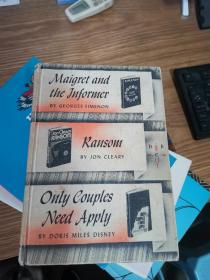 Maigret and
the Informer
BY GEORGES SIMENON
Ransom
BY JON CLEARY
Only Couples
Need Apply
BY DORIS MILES DISNEY